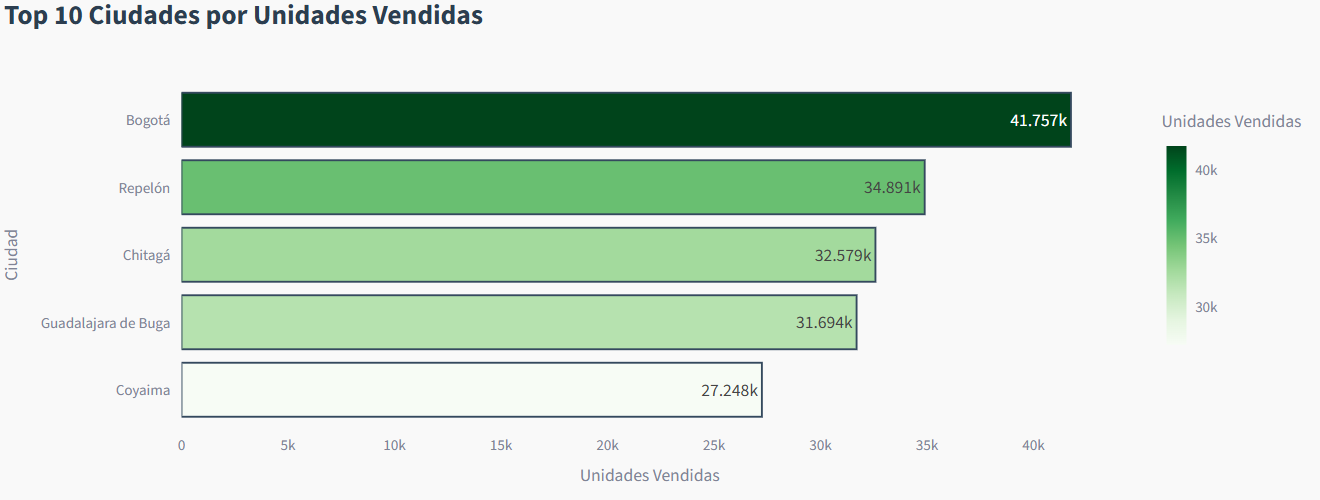 Top 10 Ciudades por Unidades Vendidas
Ciudad
Bogotá
41.757k
Repelón
34.891k
Chitagá
32.579k
Guadalajara de Buga
31.694k
Coyaima
27.248k
0 5k 10k 15k 20k 25k 30k 35k 40k
Unidades Vendidas
Unidades Vendidas
40k
35k
30k